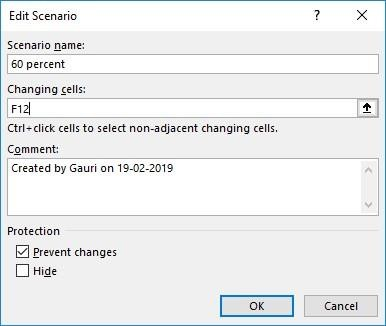 Edit Scenario ? ×
Scenario name:
60 percent
Changing cells:
F12
Ctrl+click cells to select non-adjacent changing cells.
Comment:
Created by Gauri on 19-02-2019
Protection
Prevent changes
Hide
OK Cancel